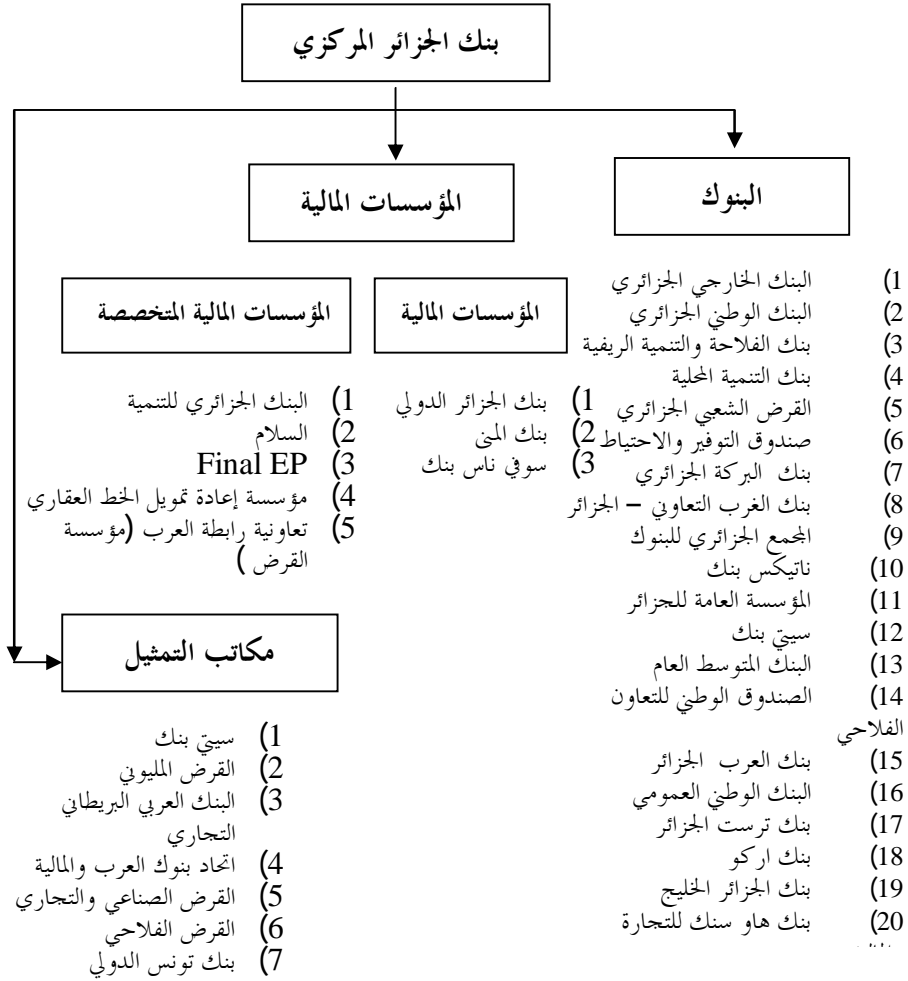 بنك الجزائر المركزي
البنوك
المؤسسات المالية
1) البنك الخارجي الجزائري
2) البنك الوطني الجزائري
3) بنك الفلاحة والتنمية الريفية
4) بنك التنمية المحلية
5) القرض الشعبي الجزائري
6) صندوق التوفير والاحتياط
7) بنك البركة الجزائري
8) بنك الغرب التعاوني – الجزائر
9) المجمع الجزائري للبنوك
10) ناتيكس بنك
11) المؤسسة العامة للجزائر
12) سيتي بنك
13) البنك المتوسط العام
14) الصندوق الوطني للتعاون
الفلاحي
15) بنك العرب الجزائر
16) البنك الوطني العمومي
17) بنك ترست الجزائر
18) بنك اركو
19) بنك الجزائر الخليج
20) بنك هاو سنك للتجارة
المؤسسات المالية
1) بنك الجزائر الدولي
2) بنك المنى
3) سوفي ناس بنك
المؤسسات المالية المتخصصة
1) البنك الجزائري للتنمية
2) السلام
3) Final EP
4) مؤسسة إعادة تمويل الخط العقاري
5) تعاونية رابطة العرب (مؤسسة
القرض )
مكاتب التمثيل
1) سيتي بنك
2) القرض المليوني
3) البنك العربي البريطاني
التجاري
4) اتحاد بنوك العرب والمالية
5) القرض الصناعي والتجاري
6) القرض الفلاحي
7) بنك تونس الدولي